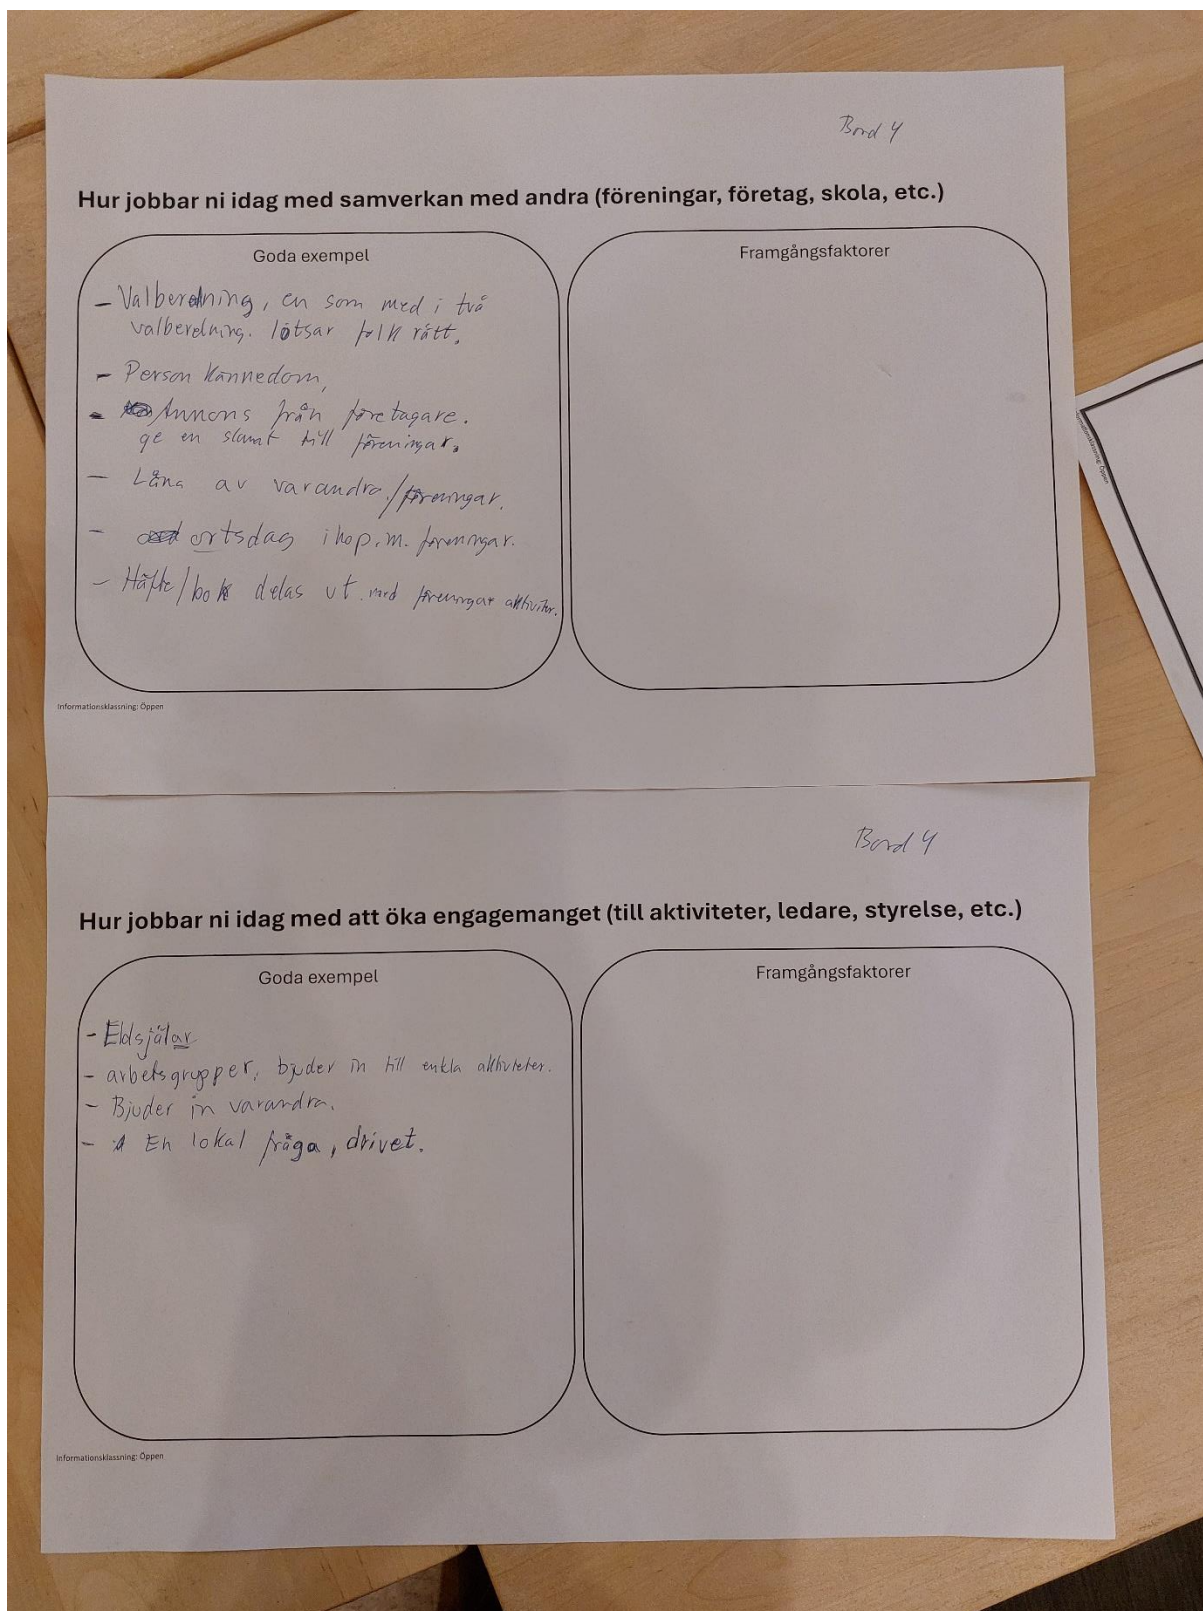 Bord 4
Hur jobbar ni idag med samverkan med andra (föreningar, företag, skola, etc.)
Goda exempel
- Valberedning, en som med i två
valberedning. lotsar folk rätt.
- Person kännedom,
- Annons från företagare.
ge en slant till föreningar.
- Låna av varandra/föreningar.
- ortsdag ihop. m. föreningar.
- Häfte/bok delas ut med föreningar aktiviter.
Framgångsfaktorer
Informationsklassning: Öppen
Informationsklassning: Öppen
Bord 4
Hur jobbar ni idag med att öka engagemanget (till aktiviteter, ledare, styrelse, etc.)
Goda exempel
- Eldsjälar
- arbetsgrupper, bjuder in till enkla aktiviteter.
- Bjuder in varandra.
- En lokal fråga, drivet.
Framgångsfaktorer
Informationsklassning: Öppen